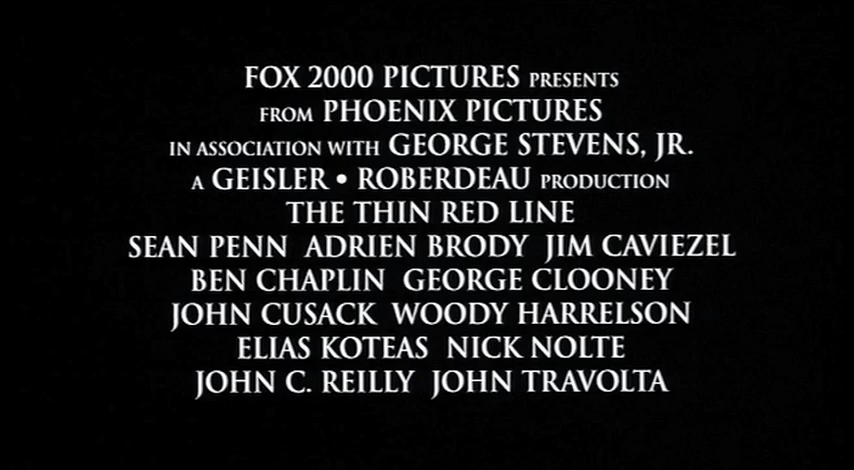 FOX 2000 PICTURES PRESENTS
FROM PHOENIX PICTURES
IN ASSOCIATION WITH GEORGE STEVENS, JR.
A GEISLER • ROBERDEAU PRODUCTION
THE THIN RED LINE
SEAN PENN ADRIEN BRODY JIM CAVIEZEL
BEN CHAPLIN GEORGE CLOONEY
JOHN CUSACK WOODY HARRELSON
ELIAS KOTEAS NICK NOLTE
JOHN C. REILLY JOHN TRAVOLTA